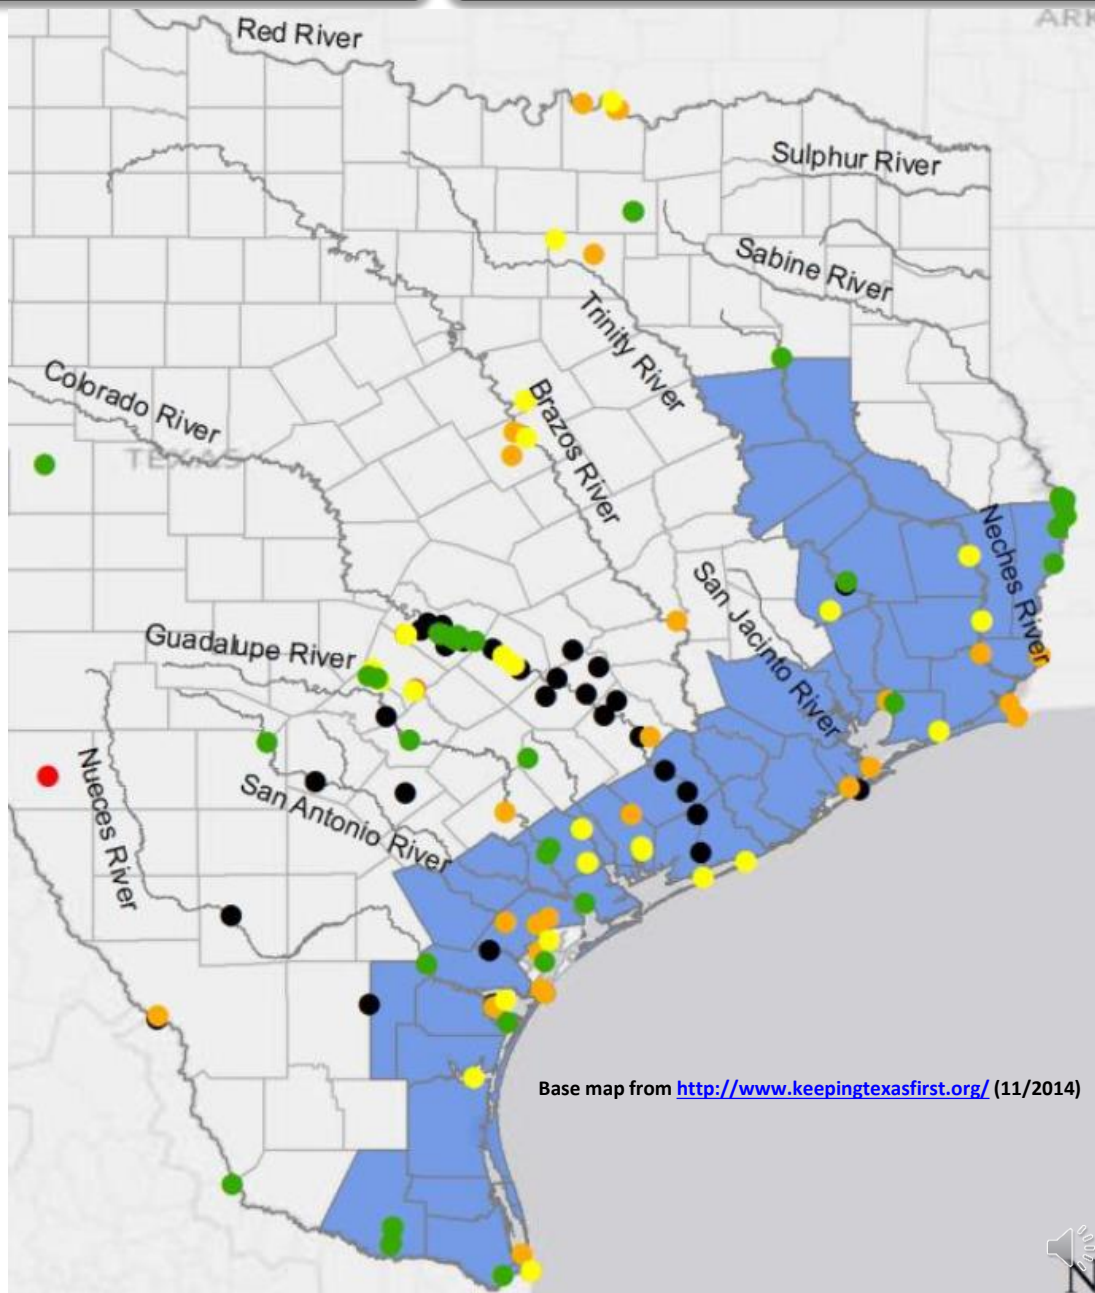 ARK
Red River
Sulphur River
Sabine River
Trinity River
Brazos River
Colorado River
TEXAS
Neches River
San Jacinto River
Guadalupe River
Nueces River
San Antonio River
Base map from http://www.keepingtexasfirst.org/ (11/2014)
N